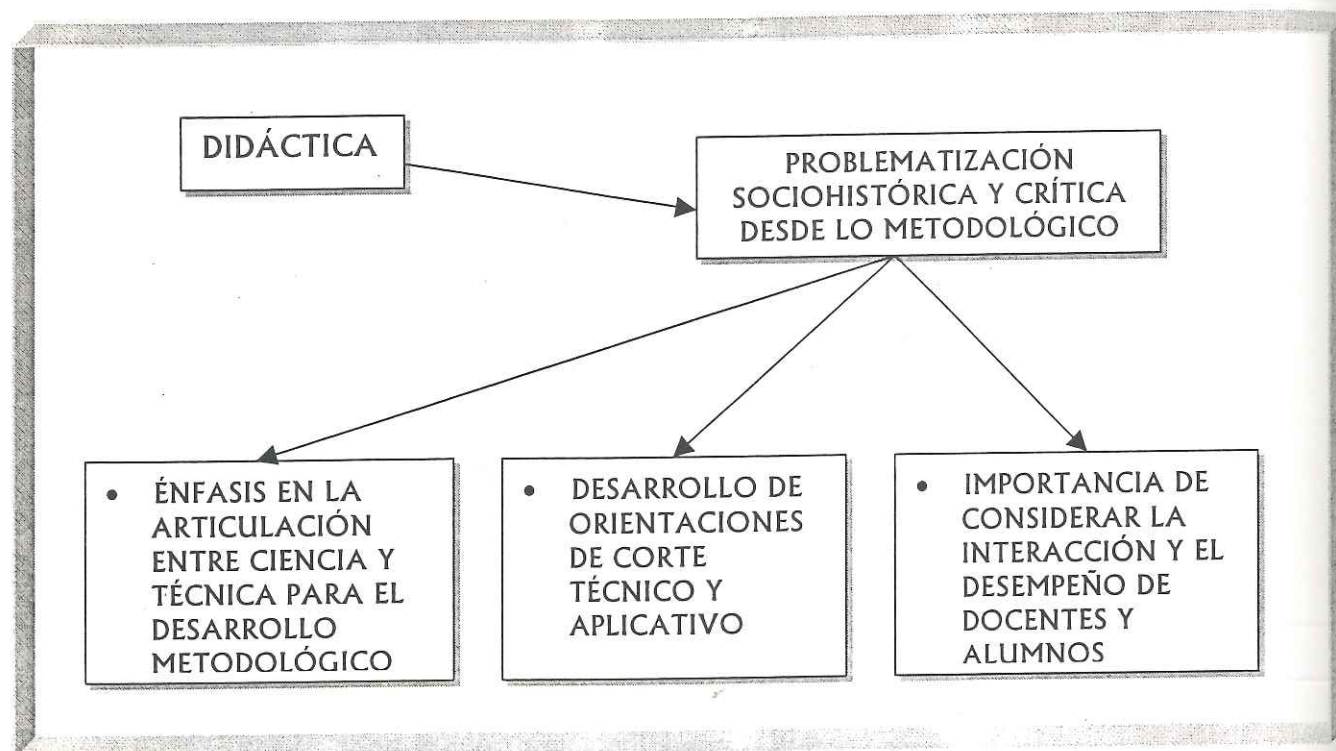 DIDÁCTICA
PROBLEMATIZACIÓN
SOCIOHISTÓRICA Y CRÍTICA
DESDE LO METODOLÓGICO
• ÉNFASIS EN LA
ARTICULACIÓN
ENTRE CIENCIA Y
TÉCNICA PARA EL
DESARROLLO
METODOLÓGICO
• DESARROLLO DE
ORIENTACIONES
DE CORTE
TÉCNICO Y
APLICATIVO
• IMPORTANCIA DE
CONSIDERAR LA
INTERACCIÓN Y EL
DESEMPEÑO DE
DOCENTES Y
ALUMNOS